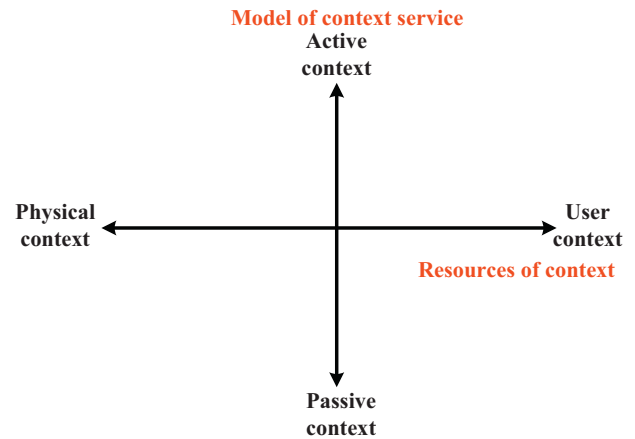 Model of context service
Active
context
Physical
context
User
context
Resources of context
Passive
context